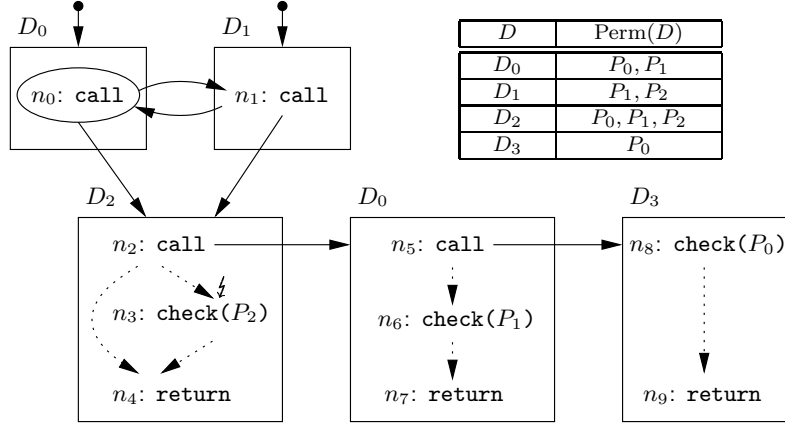 D₀
D₁
n₀: call
n₁: call
D Perm(D)
D₀ P₀, P₁
D₁ P₁, P₂
D₂ P₀, P₁, P₂
D₃ P₀
D₂
n₂: call
n₃: check(P₂)
n₄: return
D₀
n₅: call
n₆: check(P₁)
n₇: return
D₃
n₈: check(P₀)
n₉: return